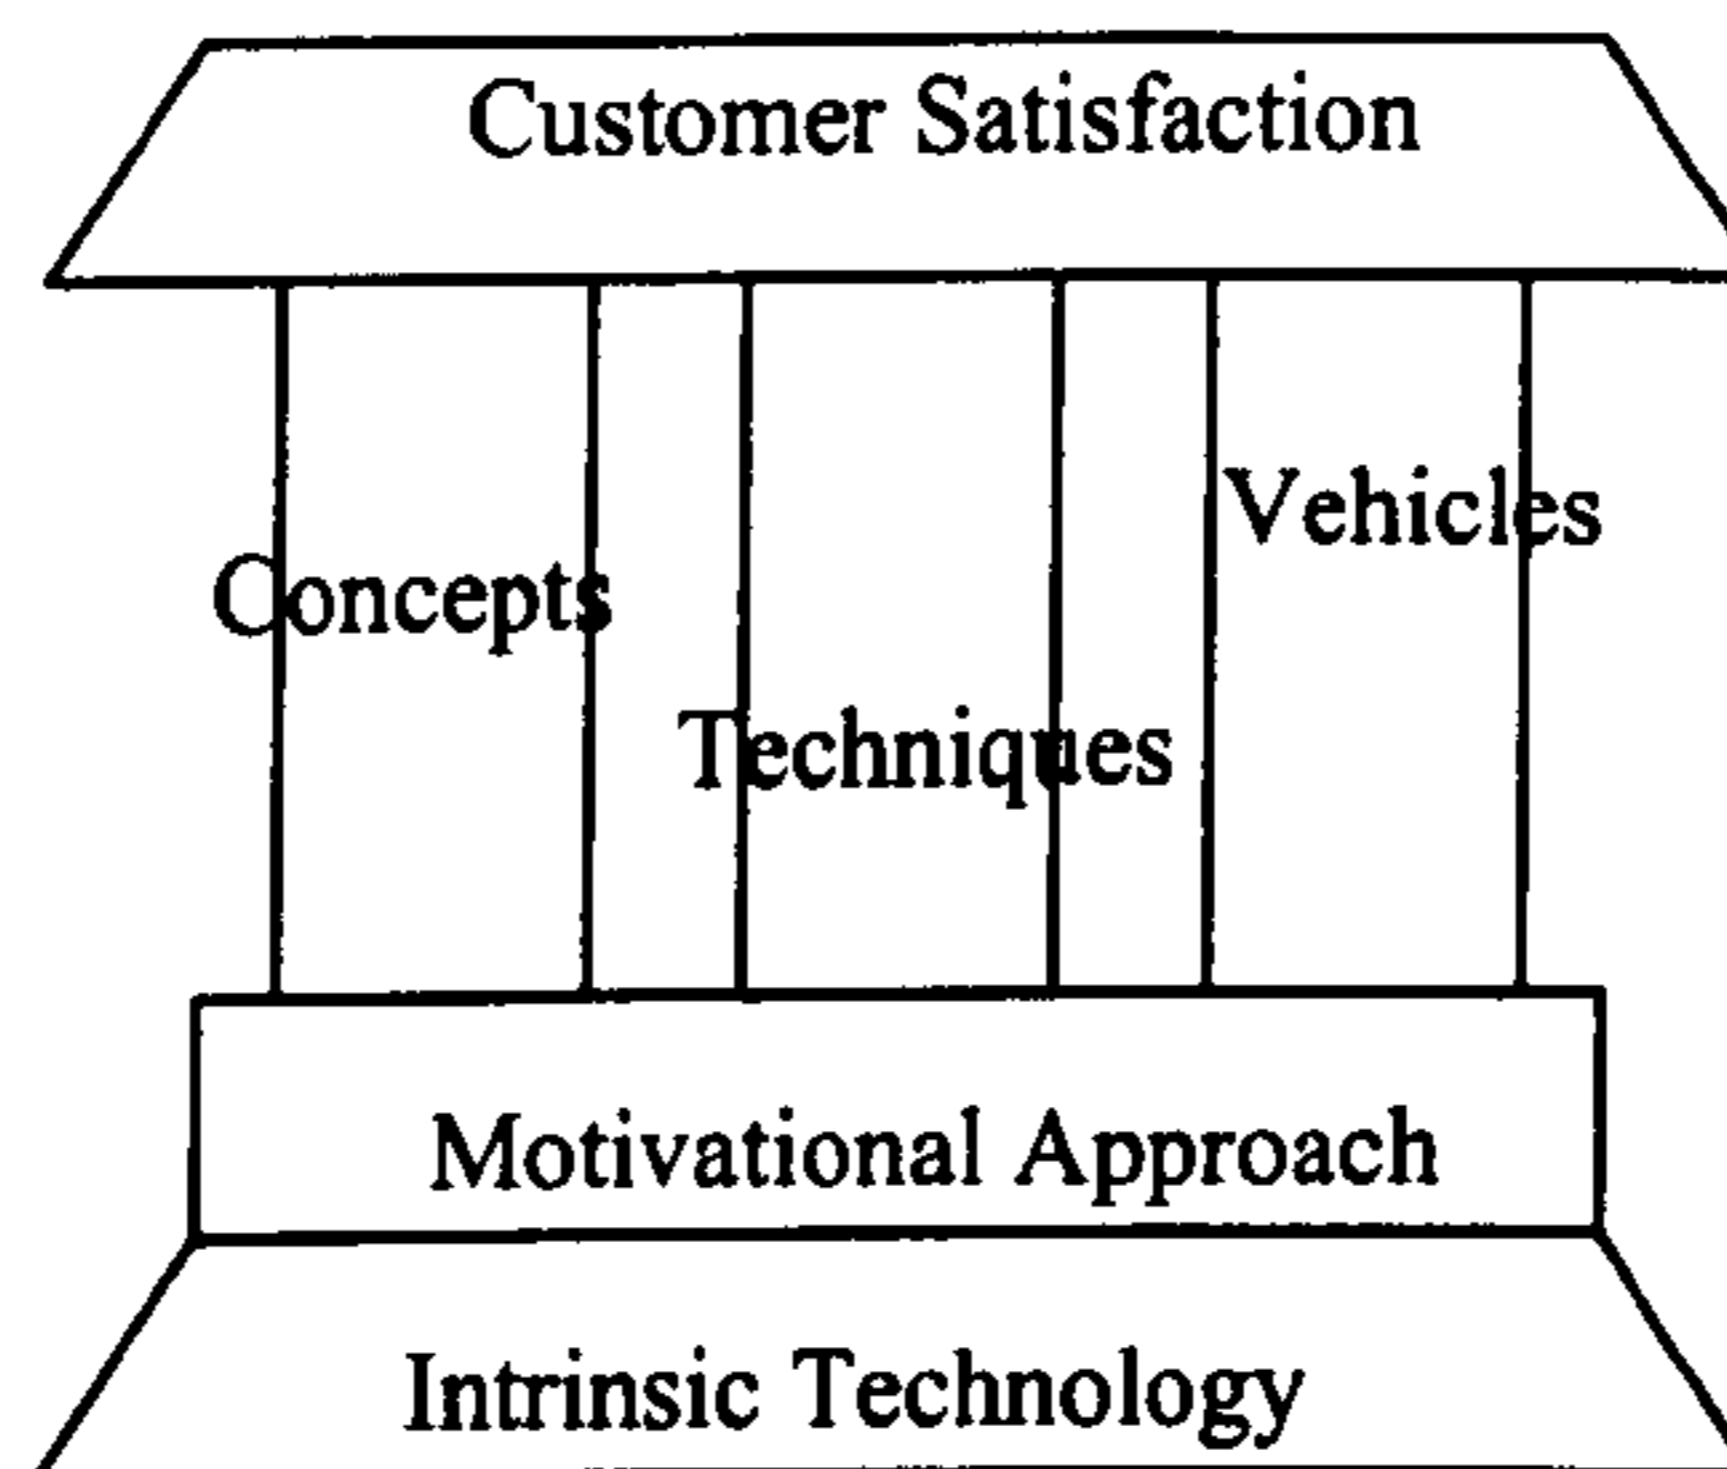 Customer Satisfaction
Vehicles
Concepts
Techniques
Motivational Approach
Intrinsic Technology